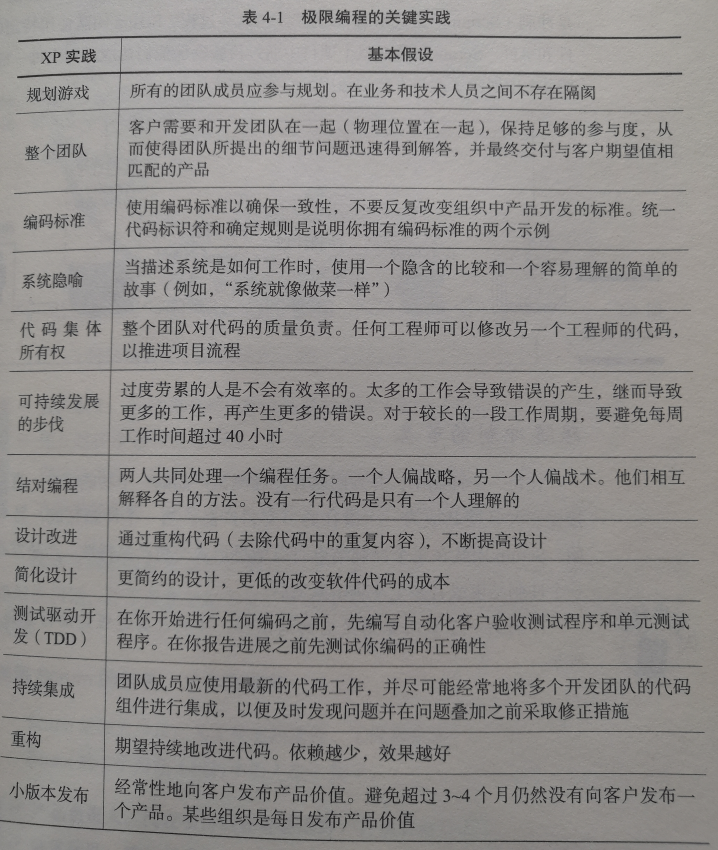 表 4-1 极限编程的关键实践
XP 实践 基本假设
规划游戏 所有的团队成员应参与规划。在业务和技术人员之间不存在隔阂
整个团队 客户需要和开发团队在一起（物理位置在一起），保持足够的参与度，从
而使得团队所提出的细节问题迅速得到解答，并最终交付与客户期望值相
匹配的产品
编码标准 使用编码标准以确保一致性，不要反复改变组织中产品开发的标准。统一
代码标识符和确定规则是说明你拥有编码标准的两个示例
系统隐喻 当描述系统是如何工作时，使用一个隐含的比较和一个容易理解的简单的
故事（例如，“系统就像做菜一样”）
代码集体 整个团队对代码的质量负责。任何工程师可以修改另一个工程师的代码，
所有权 以推进项目流程
可持续发展 过度劳累的人是不会有效率的。太多的工作会导致错误的产生，继而导致
的步伐 更多的工作，再产生更多的错误。对于较长的一段工作周期，要避免每周
工作时间超过 40 小时
结对编程 两人共同处理一个编程任务。一个人偏战略，另一个人偏战术。他们相互
解释各自的方法。没有一行代码是只有一个人理解的
设计改进 通过重构代码（去除代码中的重复内容），不断提高设计
简化设计 更简约的设计，更低的改变软件代码的成本
测试驱动开 在你开始进行任何编码之前，先编写自动化客户验收测试程序和单元测试
发（TDD） 程序。在你报告进展之前先测试你编码的正确性
持续集成 团队成员应使用最新的代码工作，并尽可能经常地将多个开发团队的代码
组件进行集成，以便及时发现问题并在问题叠加之前采取修正措施
重构 期望持续地改进代码。依赖越少，效果越好
小版本发布 经常性地向客户发布产品价值。避免超过 3~4 个月仍然没有向客户发布一
个产品。某些组织是每日发布产品价值